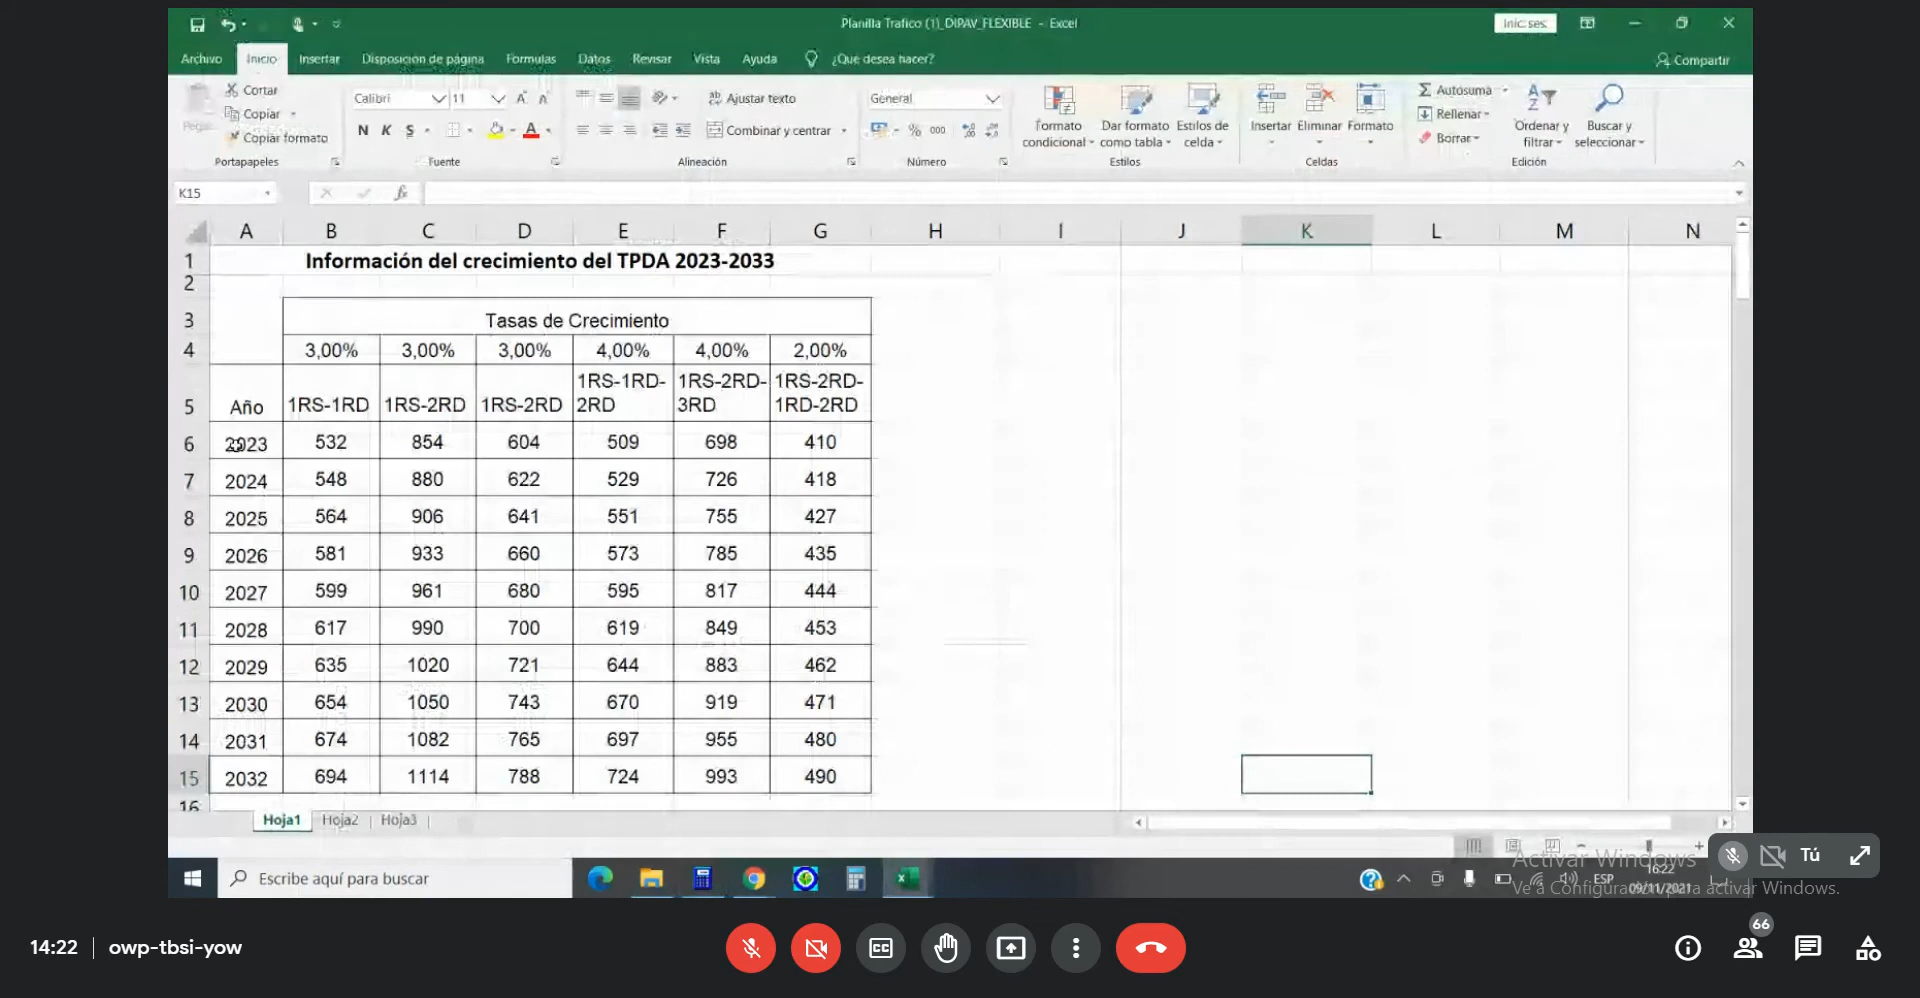 Planilla Trafico (1)_DIPAV_FLEXIBLE - Excel
Inic. ses.
Archivo Inicio Insertar Disposición de página Fórmulas Datos Revisar Vista Ayuda ¿Qué desea hacer? Compartir
Cortar
Copiar
Copiar formato
Portapapeles
Calibri 11
N K S
Fuente
Ajustar texto
Combinar y centrar
Alineación
General
% 000
Número
Formato condicional
Dar formato como tabla
Estilos de celda
Estilos
Insertar Eliminar Formato
Celdas
Autosuma
Rellenar
Borrar
Ordenar y filtrar
Buscar y seleccionar
Edición
K15 fx
A B C D E F G H I J K L M N
1 Información del crecimiento del TPDA 2023-2033
2
3 Tasas de Crecimiento
4 3,00% 3,00% 3,00% 4,00% 4,00% 2,00%
5 Año 1RS-1RD 1RS-2RD 1RS-2RD 1RS-1RD-2RD 1RS-2RD-3RD 1RS-2RD-1RD-2RD
6 2023 532 854 604 509 698 410
7 2024 548 880 622 529 726 418
8 2025 564 906 641 551 755 427
9 2026 581 933 660 573 785 435
10 2027 599 961 680 595 817 444
11 2028 617 990 700 619 849 453
12 2029 635 1020 721 644 883 462
13 2030 654 1050 743 670 919 471
14 2031 674 1082 765 697 955 480
15 2032 694 1114 788 724 993 490
16
Hoja1 Hoja2 Hoja3
Escribe aquí para buscar
ESP
16:22
09/11/2021
Activar Windows
Ve a Configuración para activar Windows.
Tú
14:22 owp-tbsi-yow
66